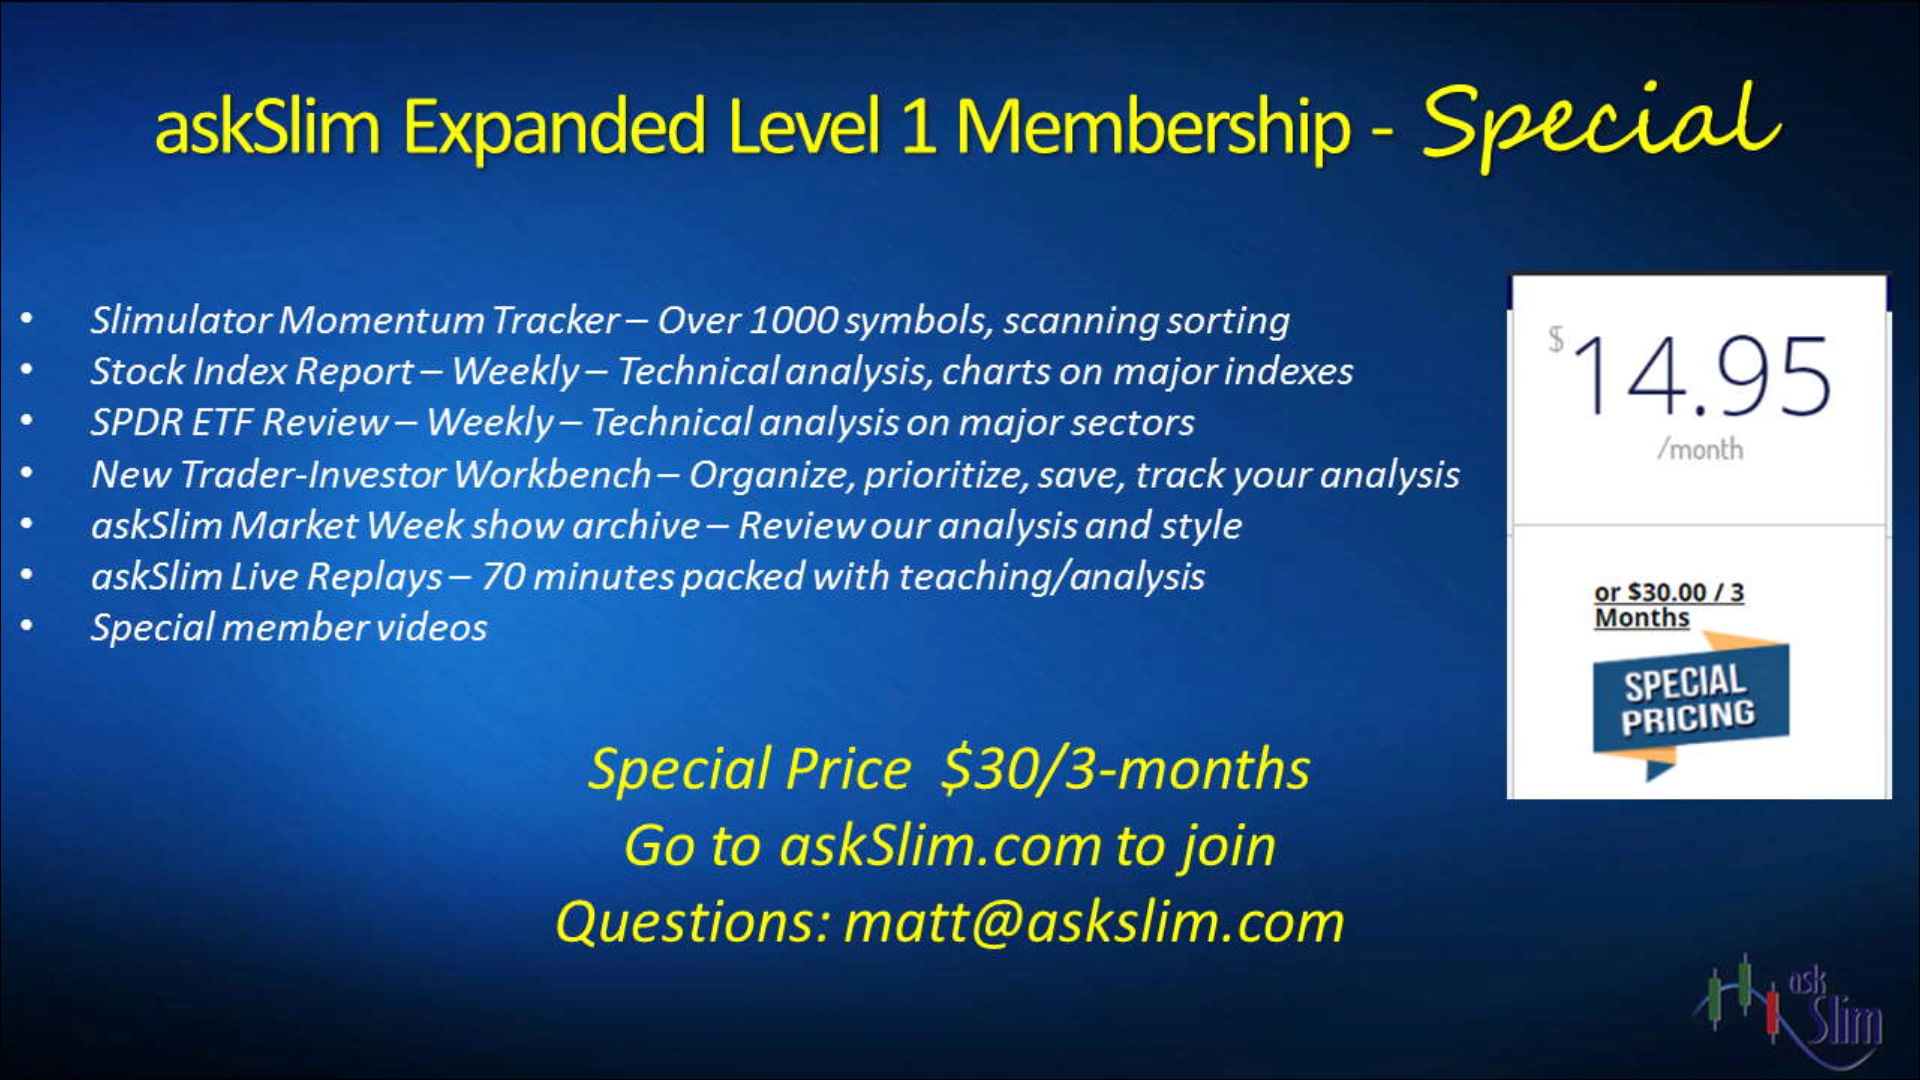 askSlim Expanded Level 1 Membership - Special
• Slimulator Momentum Tracker – Over 1000 symbols, scanning sorting
• Stock Index Report – Weekly – Technical analysis, charts on major indexes
• SPDR ETF Review – Weekly – Technical analysis on major sectors
• New Trader-Investor Workbench – Organize, prioritize, save, track your analysis
• askSlim Market Week show archive – Review our analysis and style
• askSlim Live Replays – 70 minutes packed with teaching/analysis
• Special member videos
$14.95
/month
or $30.00 / 3
Months
SPECIAL
PRICING
Special Price $30/3-months
Go to askSlim.com to join
Questions: matt@askslim.com
ask
Slim